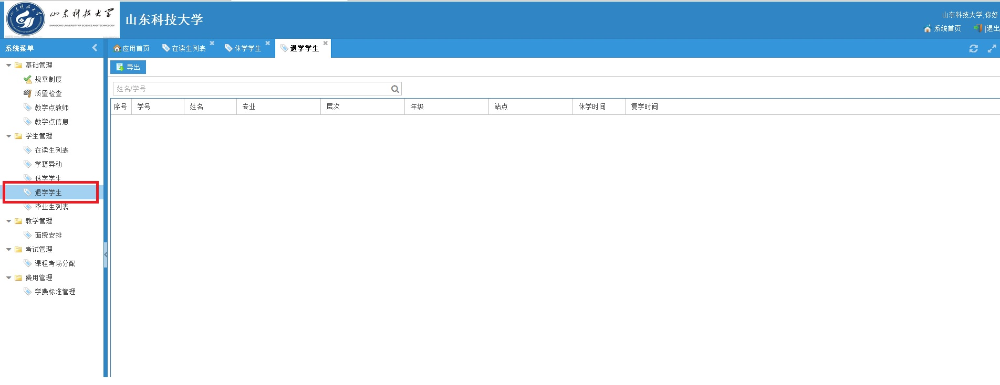 山东科技大学
SHANDONG UNIVERSITY OF SCIENCE AND TECHNOLOGY
山东科技大学
山东科技大学,你好
系统首页 [退出
系统菜单
应用首页 在读生列表 休学学生 退学学生
基础管理
规章制度
质量检查
教学点教师
教学点信息
学生管理
在读生列表
学籍异动
休学学生
退学学生
毕业生列表
教学管理
面授安排
考试管理
课程考场分配
费用管理
学费标准管理
导出
姓名/学号
序号 学号 姓名 专业 层次 年级 站点 休学时间 复学时间